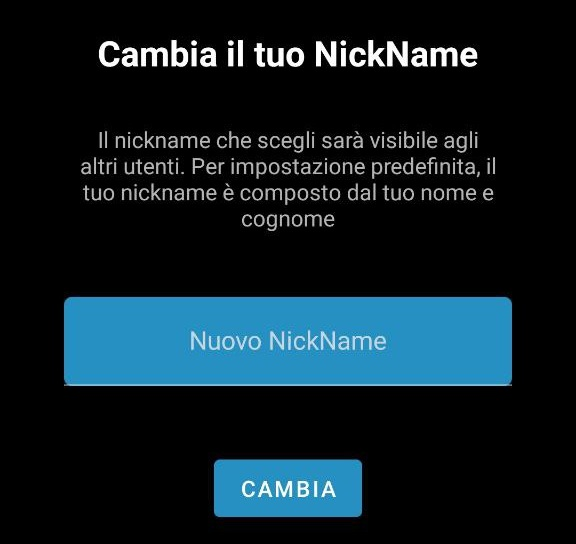 Cambia il tuo NickName
Il nickname che scegli sarà visibile agli
altri utenti. Per impostazione predefinita, il
tuo nickname è composto dal tuo nome e
cognome
Nuovo NickName
CAMBIA